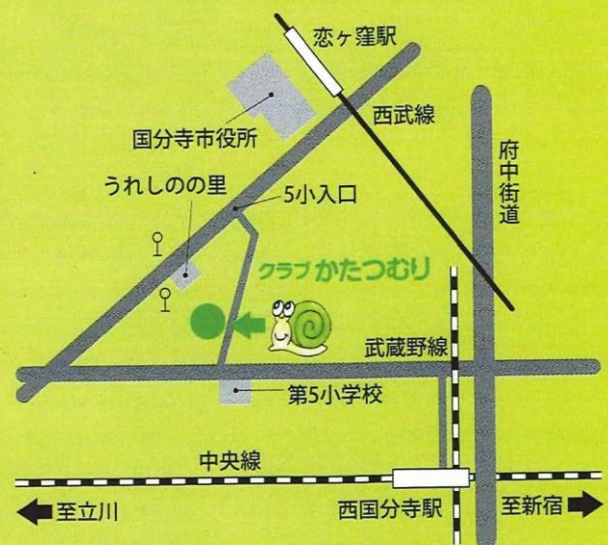 恋ヶ窪駅
西武線
国分寺市役所
府中街道
うれしのの里
5小入口
クラブ かたつむり
武蔵野線
第5小学校
中央線
至立川
西国分寺駅
至新宿